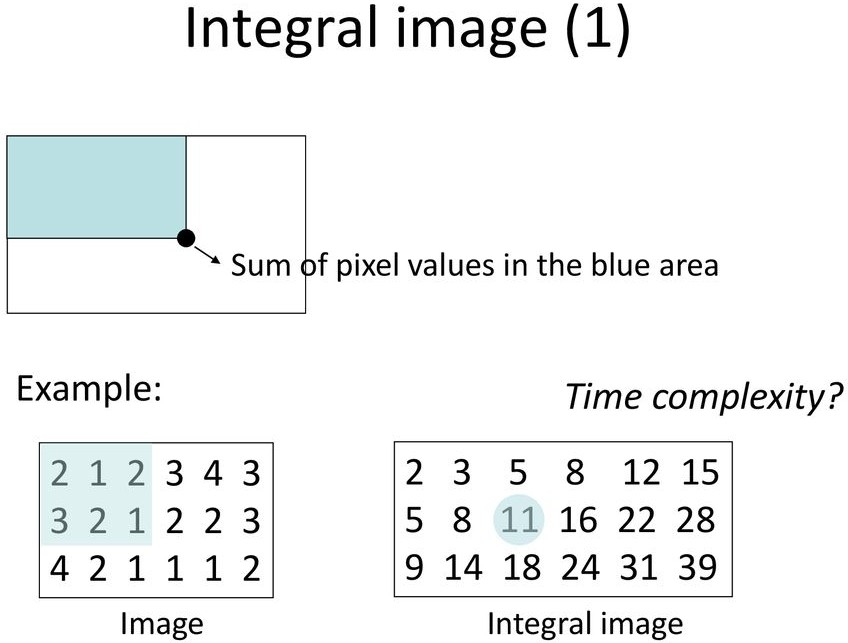 Integral image (1)
Sum of pixel values in the blue area
Example:
Time complexity?
2 1 2 3 4 3
3 2 1 2 2 3
4 2 1 1 1 2
Image
2 3 5 8 12 15
5 8 11 16 22 28
9 14 18 24 31 39
Integral image